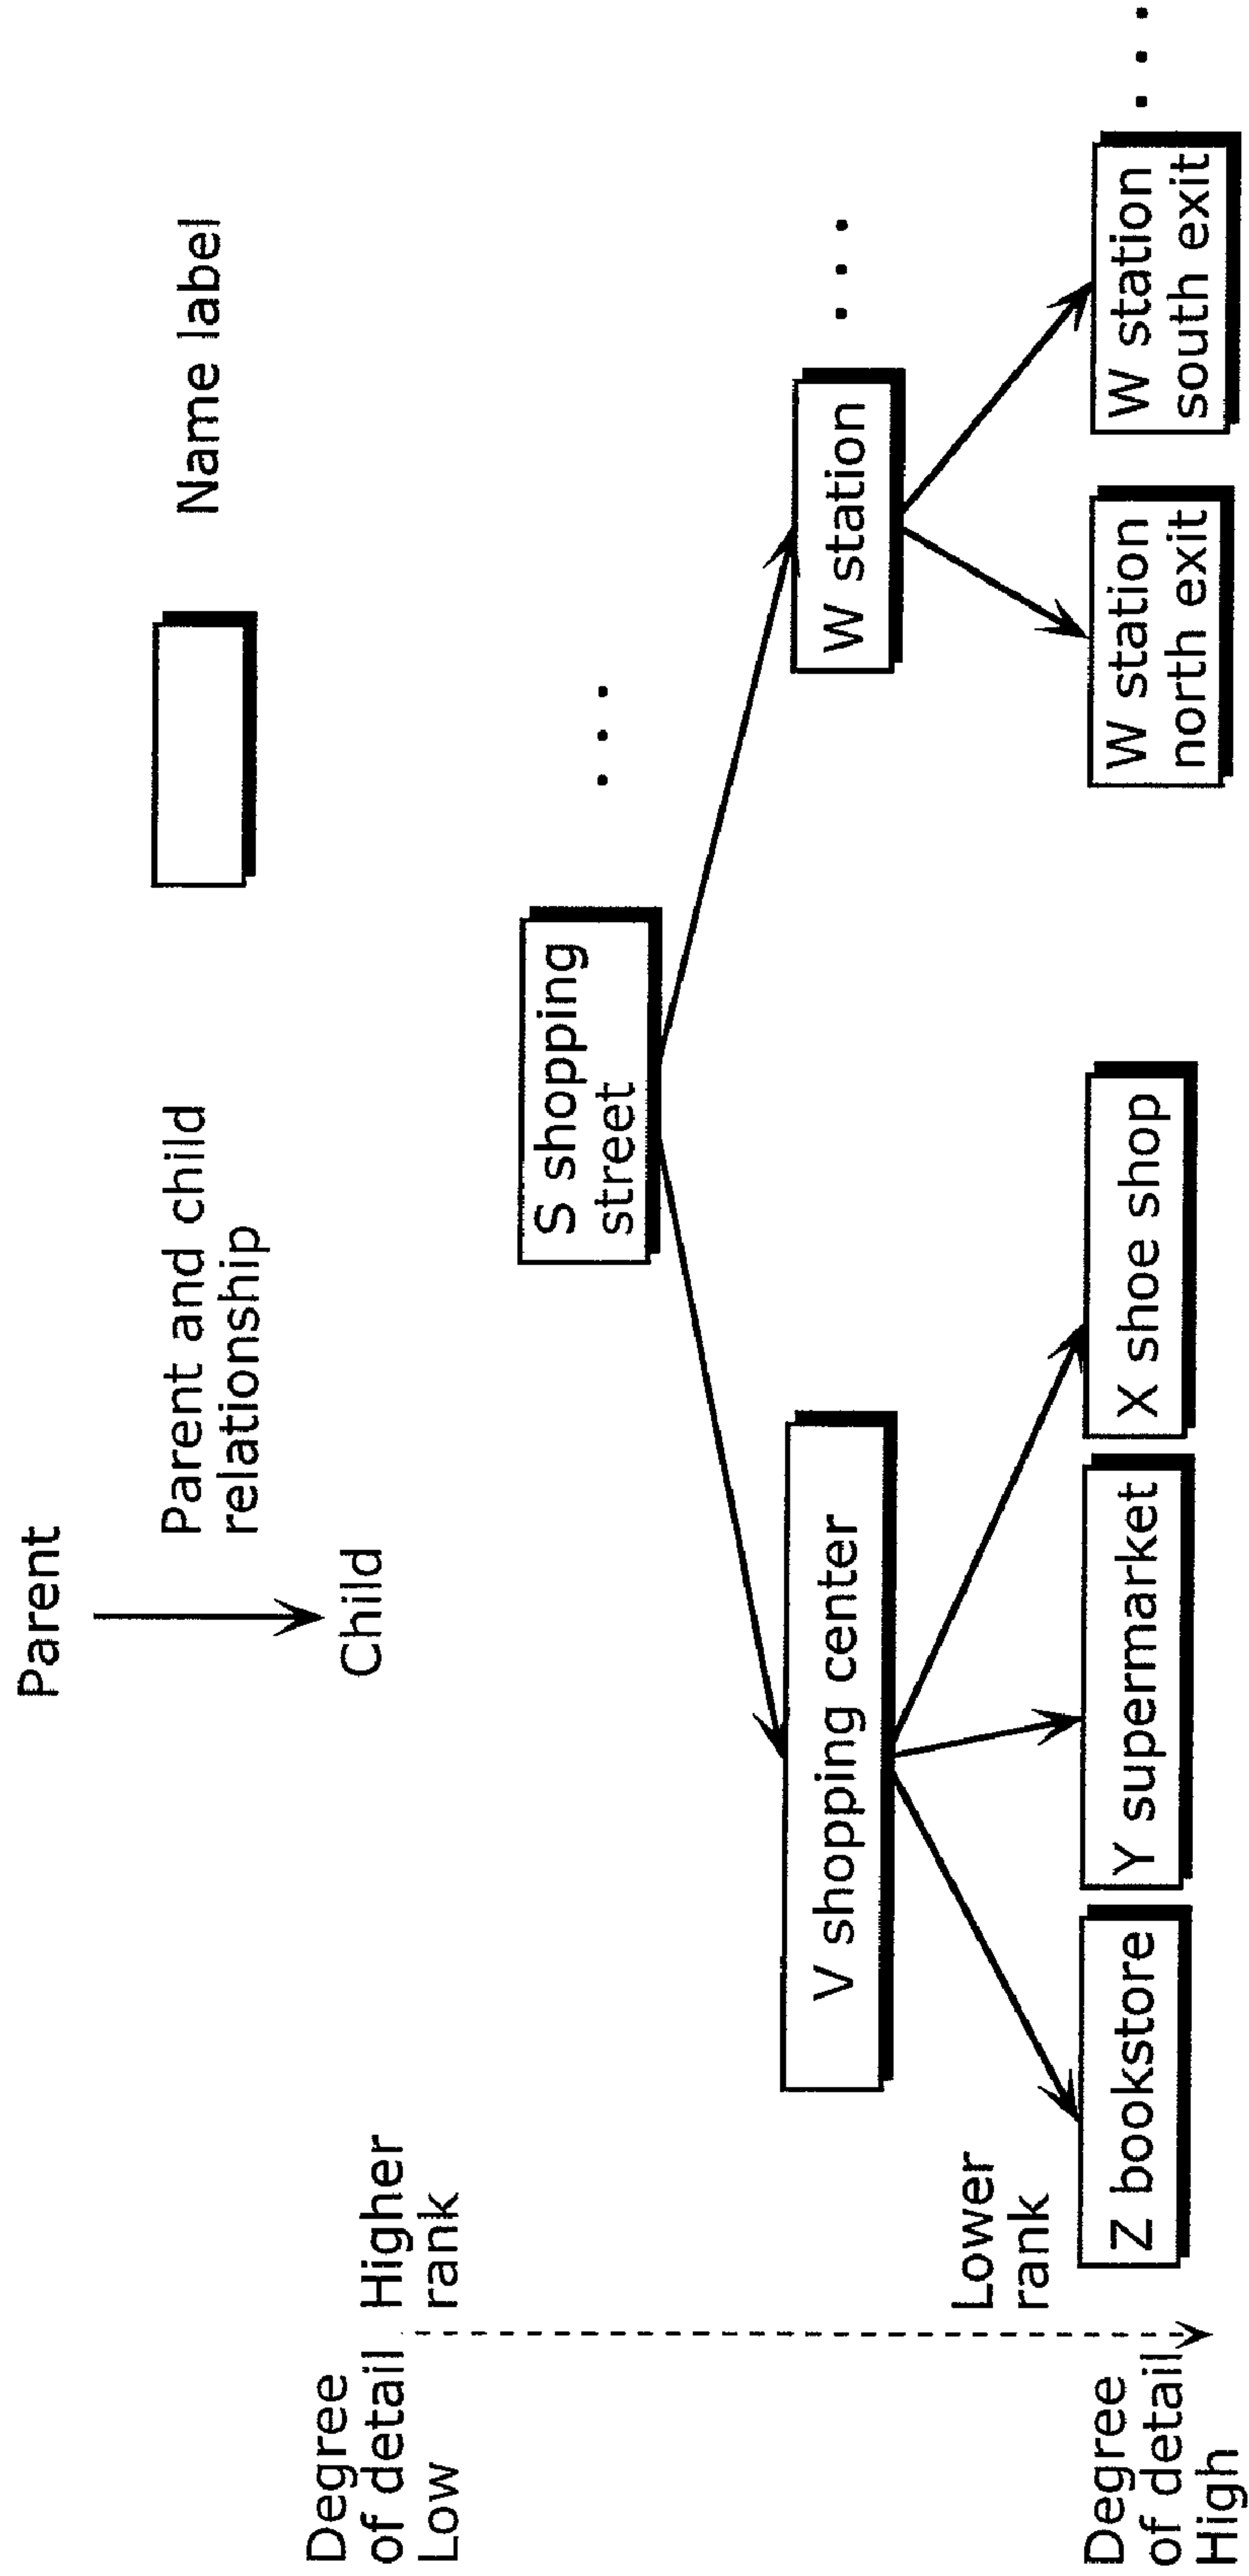 Parent
Parent and child
relationship
Child
Name label
Degree
of detail
Low
Higher
rank
S shopping
street
. . .
V shopping center
W station
. . .
Lower
rank
Degree
of detail
High
Z bookstore
Y supermarket
X shoe shop
W station
north exit
W station
south exit
. . .